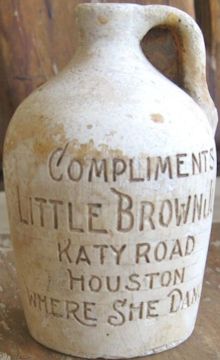 COMPLIMENTS
LITTLE BROWN
KATY ROAD
HOUSTON
WHERE SHE